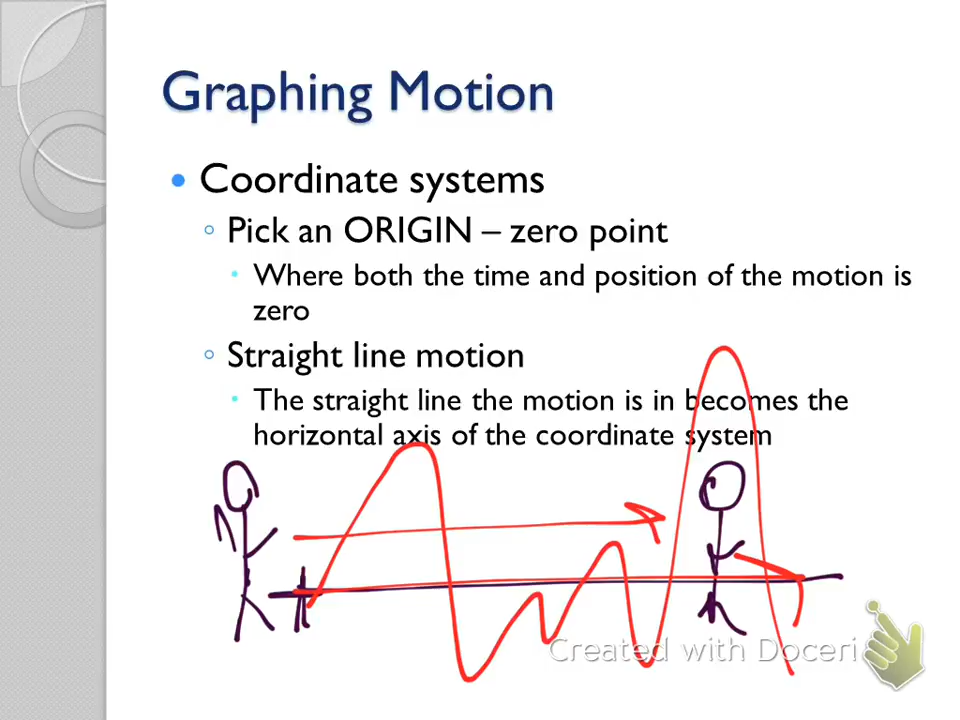 Graphing Motion
Coordinate systems
Pick an ORIGIN – zero point
Where both the time and position of the motion is
zero
Straight line motion
The straight line the motion is in becomes the
horizontal axis of the coordinate system
Created with Doceri